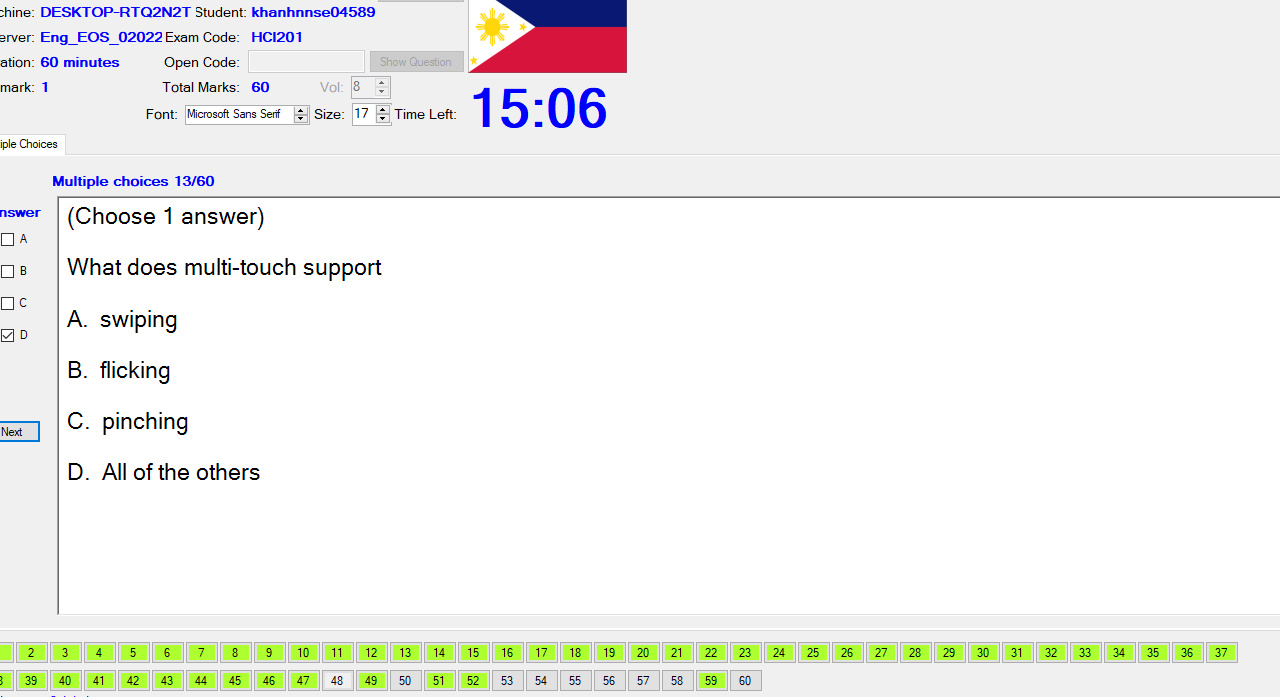 chine: DESKTOP-RTQ2N2T Student: khanhnnse04589
erver: Eng_EOS_02022 Exam Code: HCI201
ation: 60 minutes Open Code: Show Question
mark: 1 Total Marks: 60 Vol: 8
Font: Microsoft Sans Serif Size: 17 Time Left: 15:06
iple Choices
Multiple choices 13/60
nswer
A
B
C
D
Next
(Choose 1 answer)
What does multi-touch support
A. swiping
B. flicking
C. pinching
D. All of the others
2 3 4 5 6 7 8 9 10 11 12 13 14 15 16 17 18 19 20 21 22 23 24 25 26 27 28 29 30 31 32 33 34 35 36 37
39 40 41 42 43 44 45 46 47 48 49 50 51 52 53 54 55 56 57 58 59 60